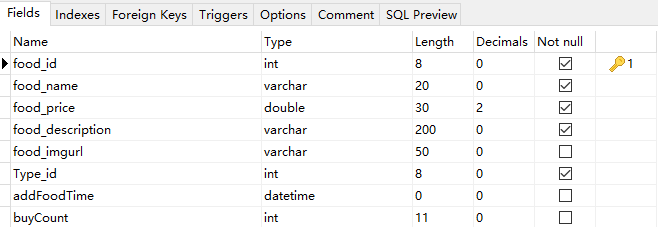 Fields Indexes Foreign Keys Triggers Options Comment SQL Preview
Name Type Length Decimals Not null
food_id int 8 0 1
food_name varchar 20 0
food_price double 30 2
food_description varchar 200 0
food_imgurl varchar 50 0
Type_id int 8 0
addFoodTime datetime 0 0
buyCount int 11 0